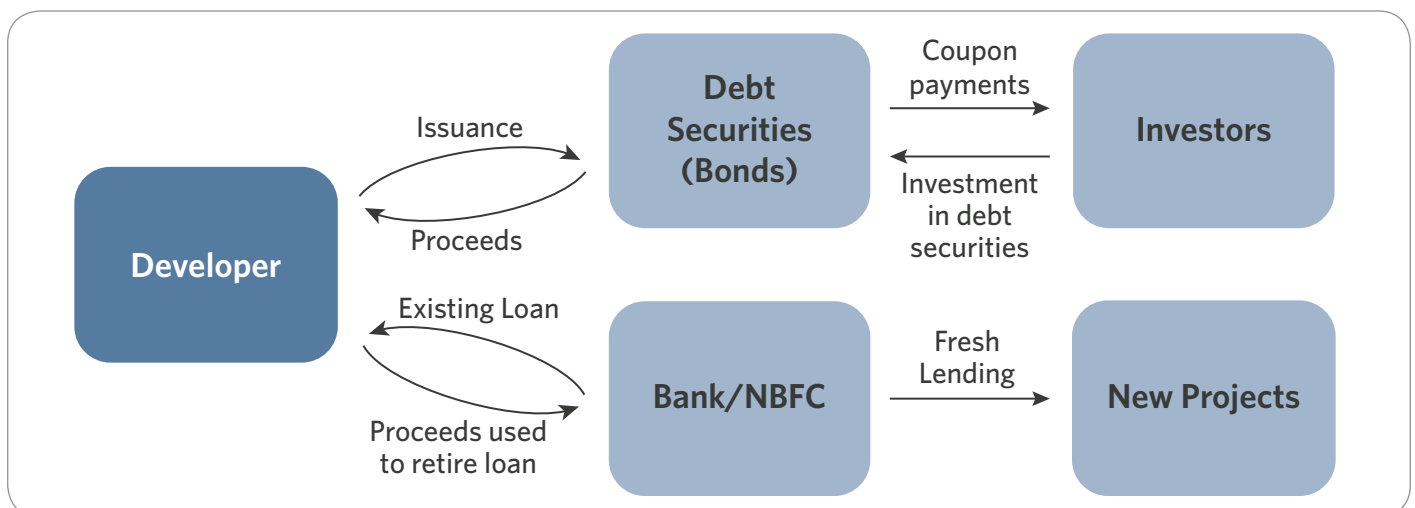 Developer
Issuance
Proceeds
Debt
Securities
(Bonds)
Coupon
payments
Investment
in debt
securities
Investors
Existing Loan
Proceeds used
to retire loan
Bank/NBFC
Fresh
Lending
New Projects